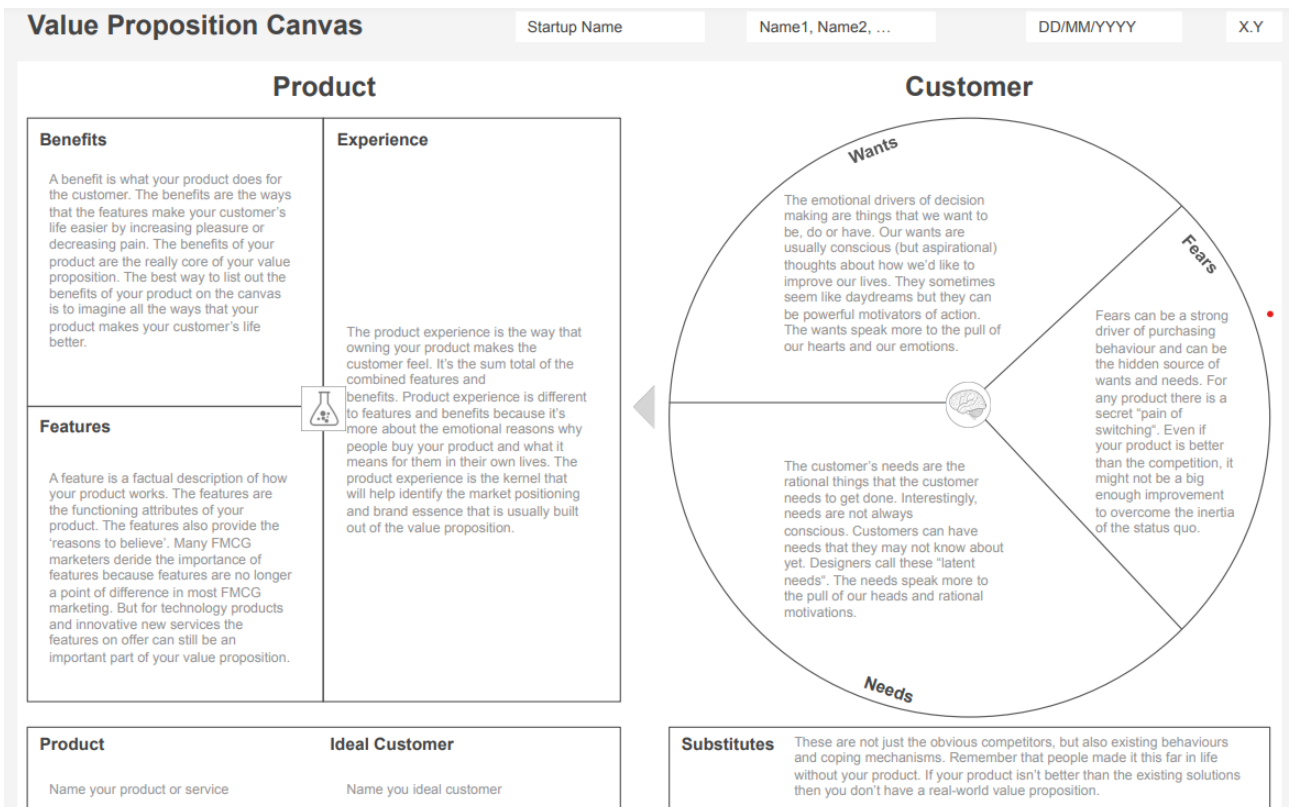 Value Proposition Canvas
Startup Name
Name1, Name2, …
DD/MM/YYYY
X.Y
Product
Customer
Benefits
A benefit is what your product does for
the customer. The benefits are the ways
that the features make your customer's
life easier by increasing pleasure or
decreasing pain. The benefits of your
product are the really core of your value
proposition. The best way to list out the
benefits of your product on the canvas
is to imagine all the ways that your
product makes your customer's life
better.
Features
A feature is a factual description of how
your product works. The features are
the functioning attributes of your
product. The features also provide the
'reasons to believe'. Many FMCG
marketers deride the importance of
features because features are no longer
a point of difference in most FMCG
marketing. But for technology products
and innovative new services the
features on offer can still be an
important part of your value proposition.
Experience
The product experience is the way that
owning your product makes the
customer feel. It's the sum total of the
combined features and
benefits. Product experience is different
to features and benefits because it's
more about the emotional reasons why
people buy your product and what it
means for them in their own lives. The
product experience is the kernel that
will help identify the market positioning
and brand essence that is usually built
out of the value proposition.
Wants
The emotional drivers of decision
making are things that we want to
be, do or have. Our wants are
usually conscious (but aspirational)
thoughts about how we'd like to
improve our lives. They sometimes
seem like daydreams but they can
be powerful motivators of action.
The wants speak more to the pull of
our hearts and our emotions.
Fears
Fears can be a strong
driver of purchasing
behaviour and can be
the hidden source of
wants and needs. For
any product there is a
secret "pain of
switching". Even if
your product is better
than the competition, it
might not be a big
enough improvement
to overcome the inertia
of the status quo.
The customer's needs are the
rational things that the customer
needs to get done. Interestingly,
needs are not always
conscious. Customers can have
needs that they may not know about
yet. Designers call these "latent
needs". The needs speak more to
the pull of our heads and rational
motivations.
Needs
Product
Name your product or service
Ideal Customer
Name you ideal customer
Substitutes
These are not just the obvious competitors, but also existing behaviours
and coping mechanisms. Remember that people made it this far in life
without your product. If your product isn't better than the existing solutions
then you don't have a real-world value proposition.